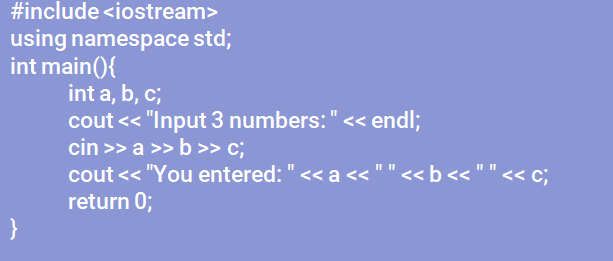 #include <iostream>
using namespace std;
int main(){
int a, b, c;
cout << "Input 3 numbers: " << endl;
cin >> a >> b >> c;
cout << "You entered: " << a << " " << b << " " << c;
return 0;
}